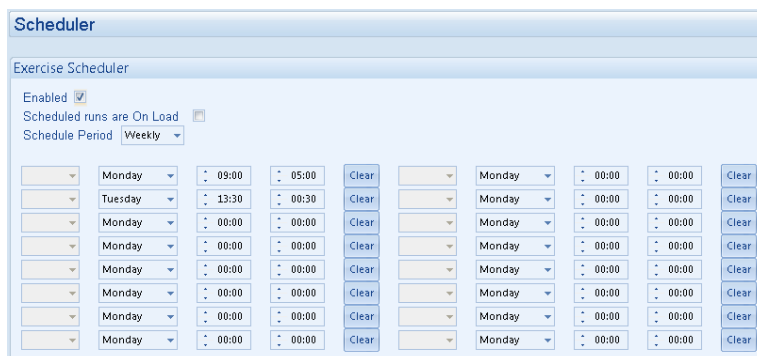 Scheduler
Exercise Scheduler
Enabled
Scheduled runs are On Load
Schedule Period Weekly
Monday 09:00 05:00 Clear Monday 00:00 00:00 Clear
Tuesday 13:30 00:30 Clear Monday 00:00 00:00 Clear
Monday 00:00 00:00 Clear Monday 00:00 00:00 Clear
Monday 00:00 00:00 Clear Monday 00:00 00:00 Clear
Monday 00:00 00:00 Clear Monday 00:00 00:00 Clear
Monday 00:00 00:00 Clear Monday 00:00 00:00 Clear
Monday 00:00 00:00 Clear Monday 00:00 00:00 Clear
Monday 00:00 00:00 Clear Monday 00:00 00:00 Clear